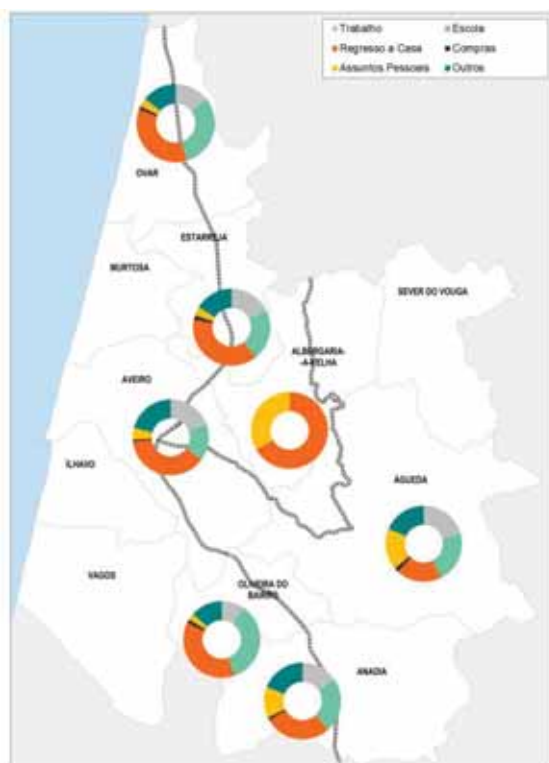 Trabalho
Escola
Regresso a Casa
Compras
Assuntos Pessoais
Outros
OVAR
ESTARREJA
MURTOSA
SEVER DO VOUGA
ALBERGARIA-
-A-VELHA
AVEIRO
ÍLHAVO
ÁGUEDA
VAGOS
OLIVEIRA DO
BAIRRO
ANADIA